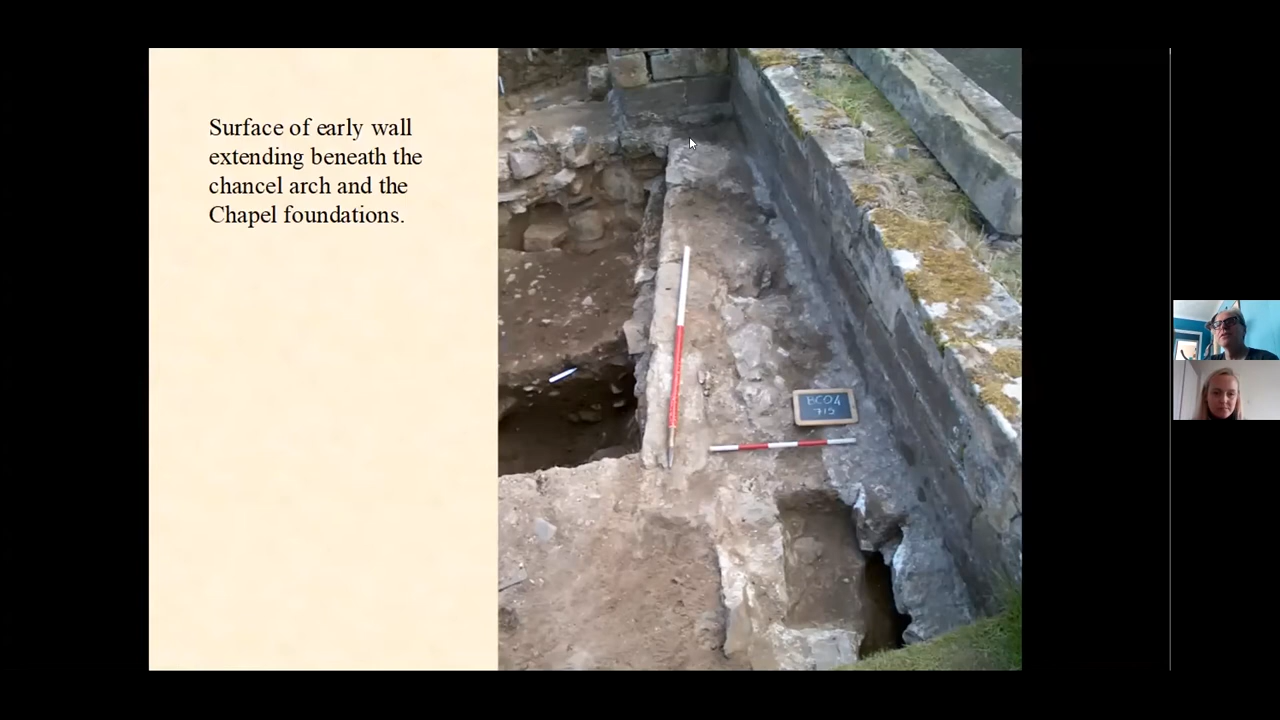 Surface of early wall
extending beneath the
chancel arch and the
Chapel foundations.
BC04
715